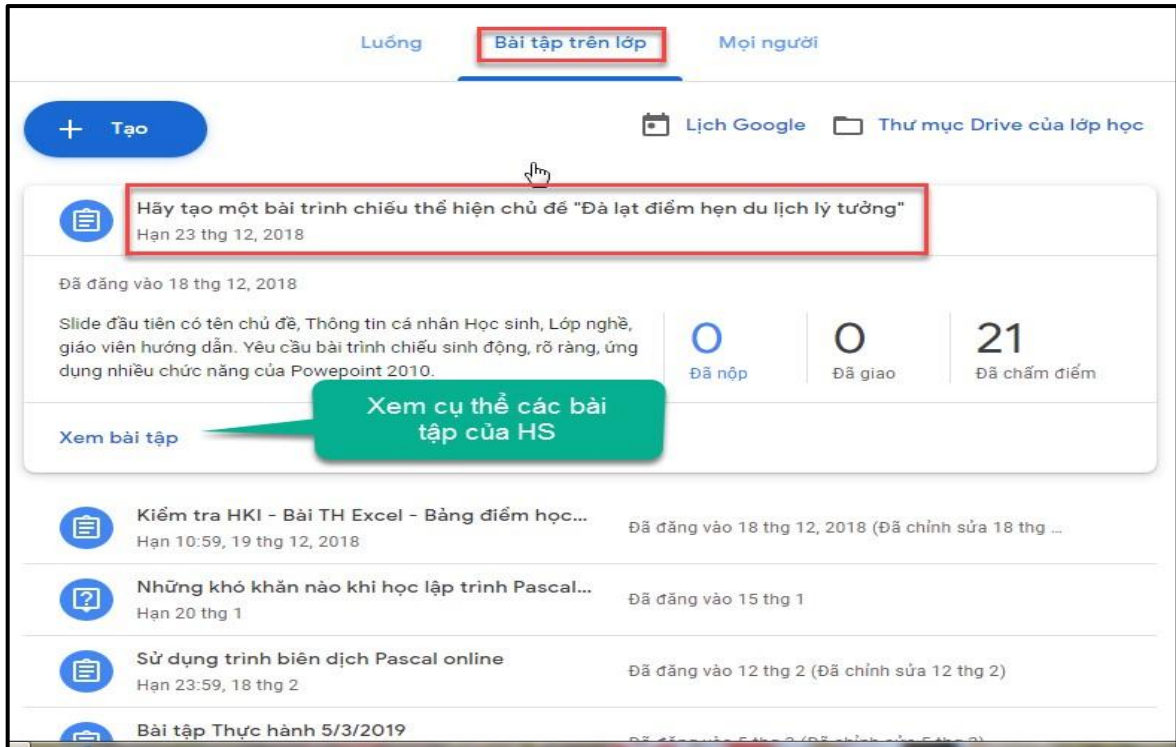 Luồng Bài tập trên lớp Mọi người
+ Tạo Lịch Google Thư mục Drive của lớp học
Hãy tạo một bài trình chiếu thể hiện chủ đề "Đà lạt điểm hẹn du lịch lý tưởng"
Hạn 23 thg 12, 2018
Đã đăng vào 18 thg 12, 2018
Slide đầu tiên có tên chủ đề, Thông tin cá nhân Học sinh, Lớp nghề,
giáo viên hướng dẫn. Yêu cầu bài trình chiếu sinh động, rõ ràng, ứng
dụng nhiều chức năng của Powepoint 2010.
0 0 21
Đã nộp Đã giao Đã chấm điểm
Xem cụ thể các bài
tập của HS
Xem bài tập
Kiểm tra HKI - Bài TH Excel - Bảng điểm học...
Đã đăng vào 18 thg 12, 2018 (Đã chỉnh sửa 18 thg ...
Hạn 10:59, 19 thg 12, 2018
Những khó khăn nào khi học lập trình Pascal...
Đã đăng vào 15 thg 1
Hạn 20 thg 1
Sử dụng trình biên dịch Pascal online
Đã đăng vào 12 thg 2 (Đã chỉnh sửa 12 thg 2)
Hạn 23:59, 18 thg 2
Bài tập Thực hành 5/3/2019